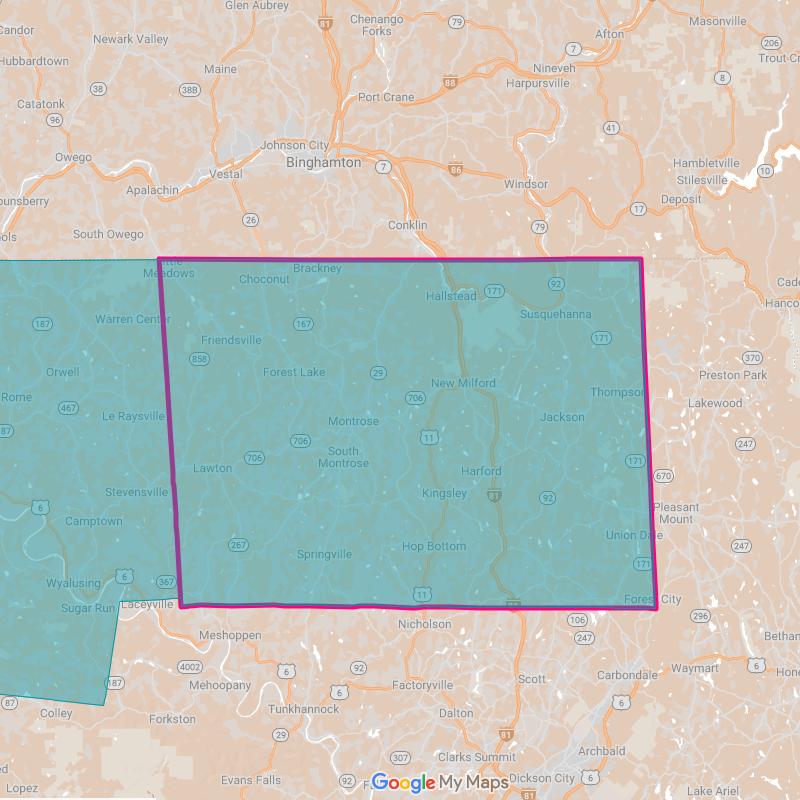 Glen Aubrey
Candor
Newark Valley
81
Chenango
Forks
79
Masonville
Afton
206
Hubbardtown
Maine
7
Nineveh
Trout Cr
38
38B
88
Harpursville
8
Catatonk
Port Crane
96
41
Owego
Johnson City
Binghamton
7
86
Hambletville
Vestal
Stilesville
10
Apalachin
Windsor
Deposit
ounsberry
26
17
Conklin
79
ols
South Owego
Little
Meadows
Choconut
Brackney
Hallstead
171
92
Cad
Hanco
187
Warren Center
167
Susquehanna
Friendsville
171
858
370
Orwell
Forest Lake
29
Preston Park
Rome
706
New Milford
Thompson
467
Lakewood
Le Raysville
Montrose
Jackson
87
706
11
247
706
South
Montrose
Lawton
171
Harford
670
Stevensville
Kingsley
81
92
6
Pleasant
Mount
Camptown
Union Dale
267
Hop Bottom
247
Springville
171
Wyalusing
6
367
11
Sugar Run
Laceyville
81
Forest City
Nicholson
106
296
Meshoppen
247
Bethan
4002
92
6
Carbondale
Waymart
6
Hone
187
Mehoopany
6
Factoryville
Scott
87
Colley
Tunkhannock
6
Forkston
Dalton
29
81
Archbald
307
Clarks Summit
Evans Falls
92
Google My Maps
Dickson City
6
Lopez
81
Lake Ariel